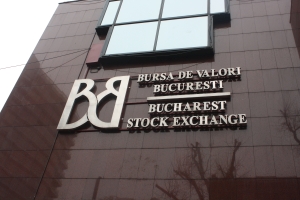 BURSA DE VALORI
BUCURESTI
BUCHAREST
STOCK EXCHANGE